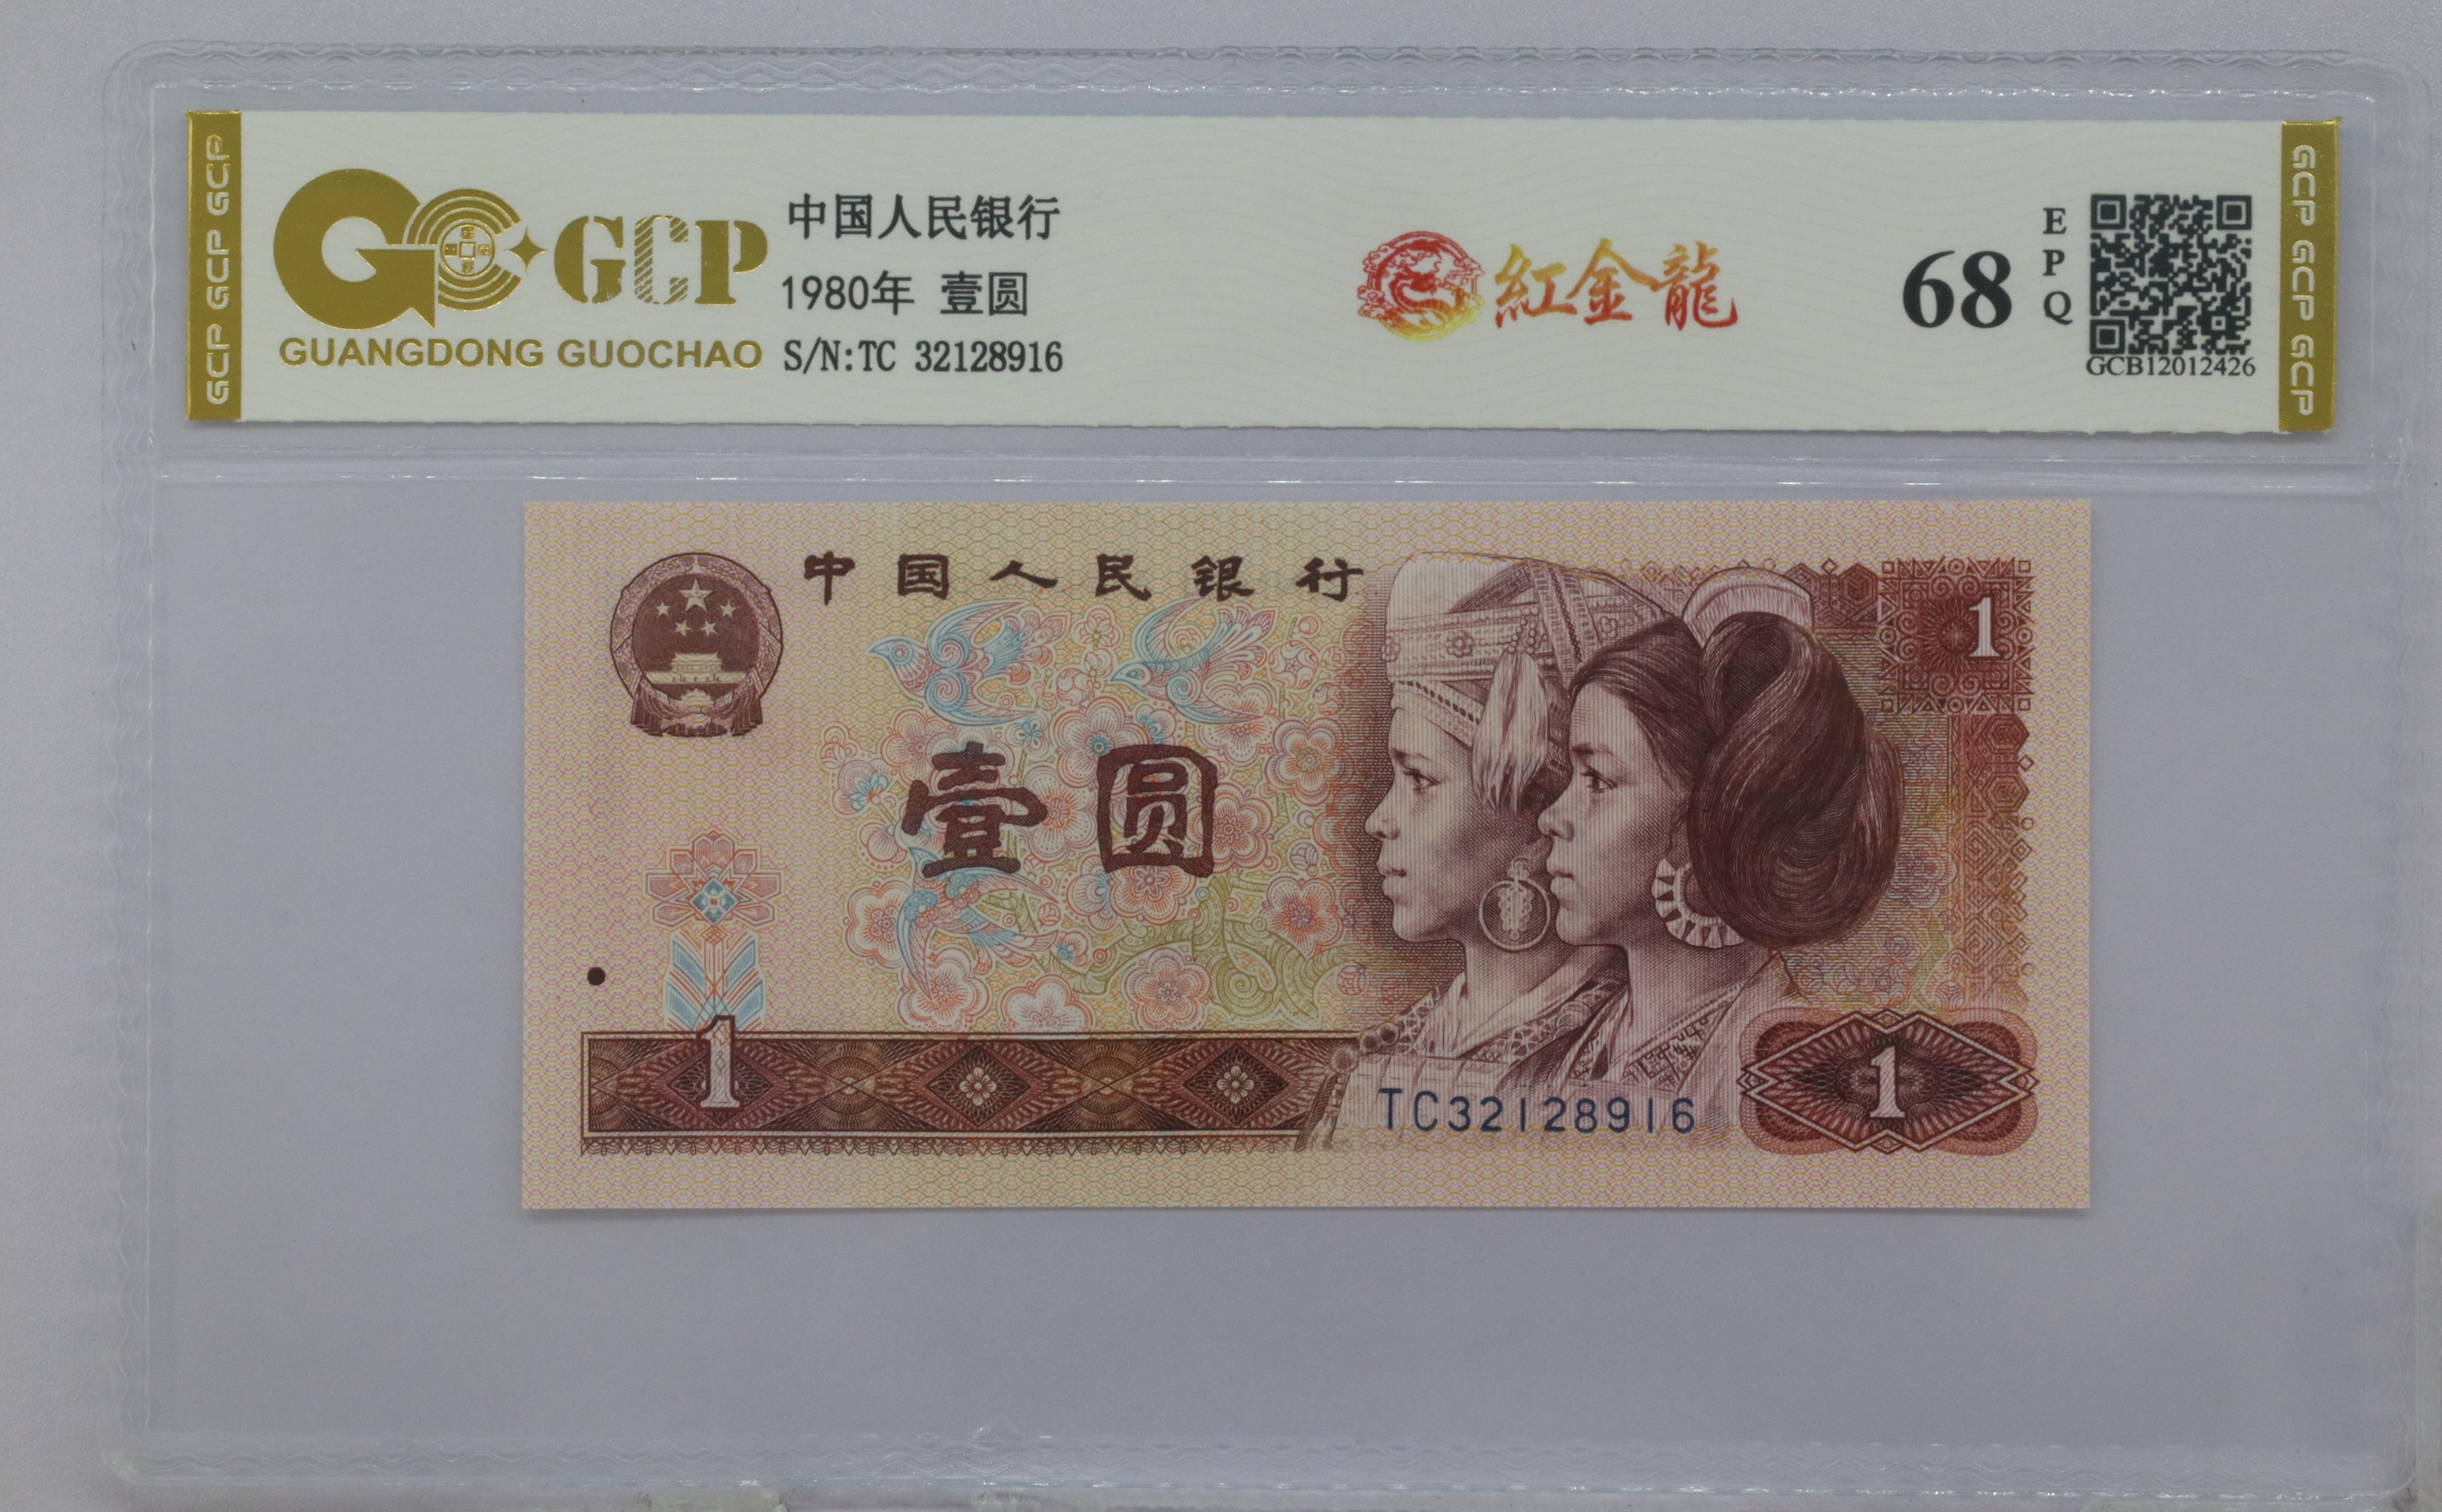 GCP GCP GCP
GCP
GUANGDONG GUOCHAO
中国人民银行
1980年 壹圆
S/N:TC 32128916
紅金龍
68
EPQ
GCB12012426
GCP GCP GCP
中国人民银行
1
壹圆
1
TC32128916
1